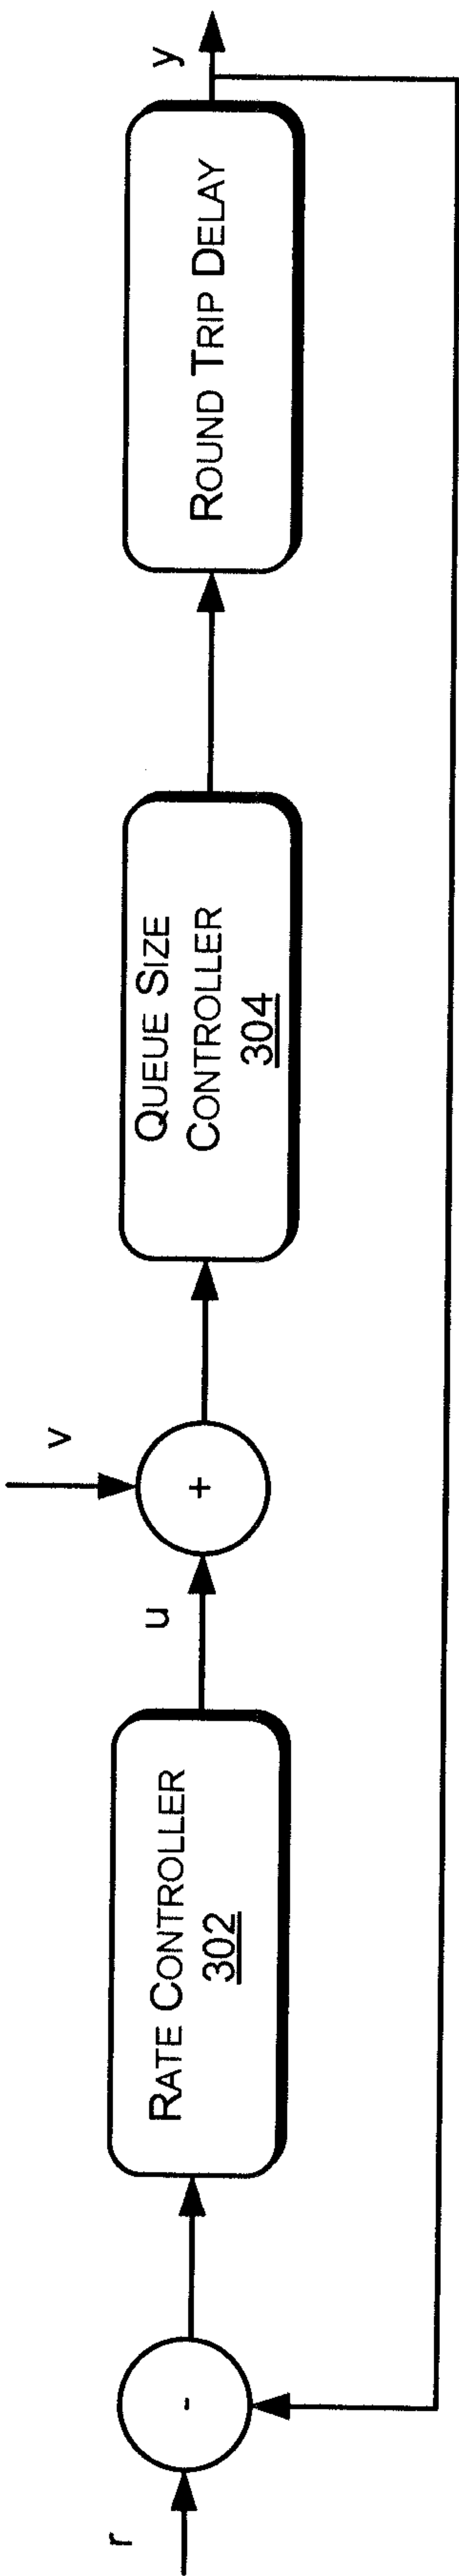 r
-
RATE CONTROLLER
302
u
v
+
QUEUE SIZE
CONTROLLER
304
ROUND TRIP DELAY
y